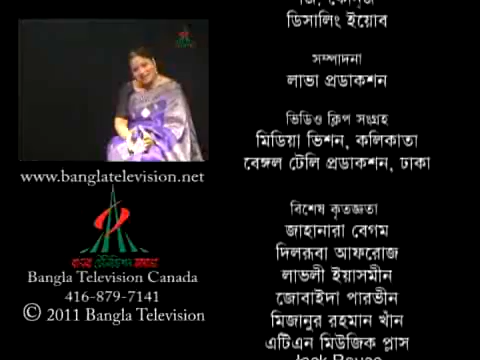 ডিসালিং ইয়োব
সম্পাদনা
লাভা প্রডাকশন
ভিডিও ক্লিপ সংগ্রহ
মিডিয়া ভিশন, কলিকাতা
বেঙ্গল টেলি প্রডাকশন, ঢাকা
বিশেষ কৃতজ্ঞতা
জাহানারা বেগম
দিলরূবা আফরোজ
লাভলী ইয়াসমীন
জোবাইদা পারভীন
মিজানুর রহমান খাঁন
এটিএন মিউজিক প্লাস
www.banglatelevision.net
বাংলা টেলিভিশন কানাডা
Bangla Television Canada
416-879-7141
© 2011 Bangla Television